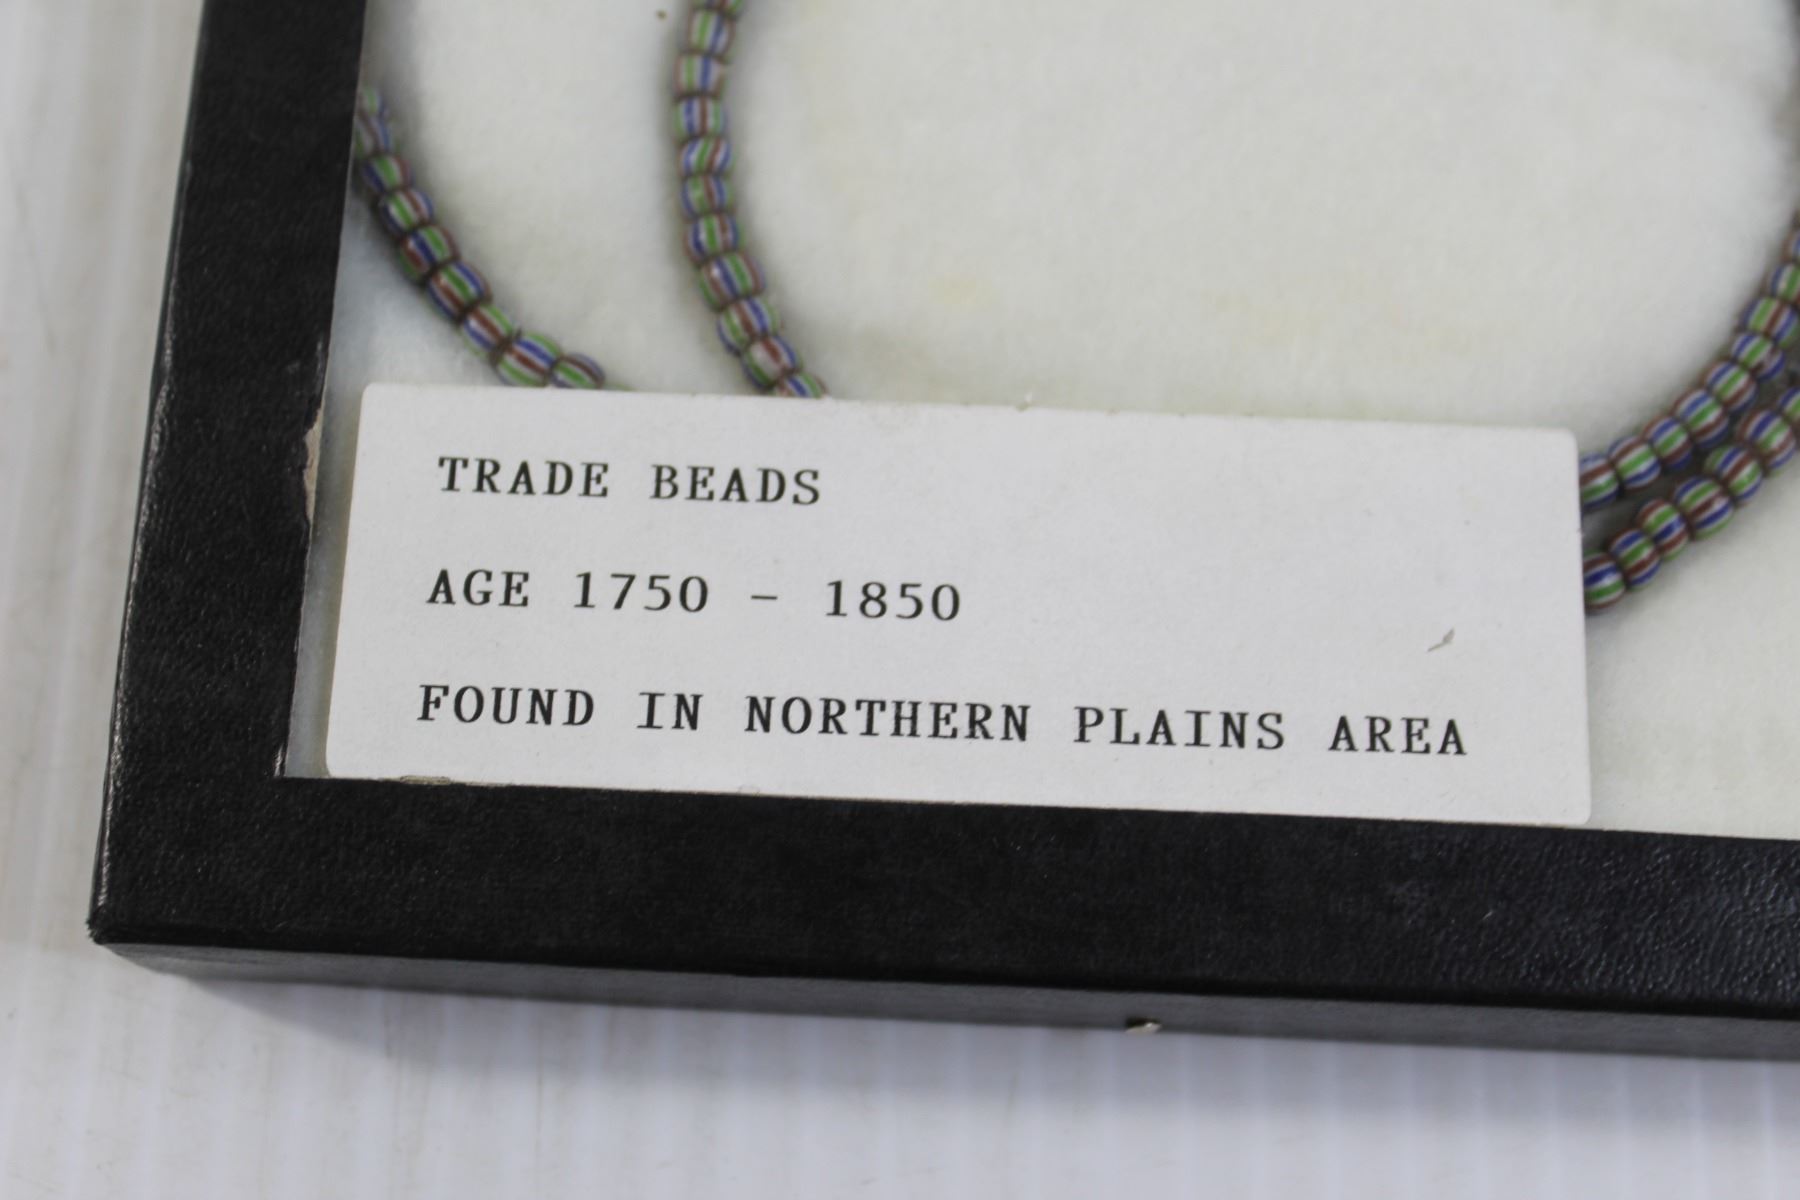 TRADE BEADS
AGE 1750 - 1850
FOUND IN NORTHERN PLAINS AREA